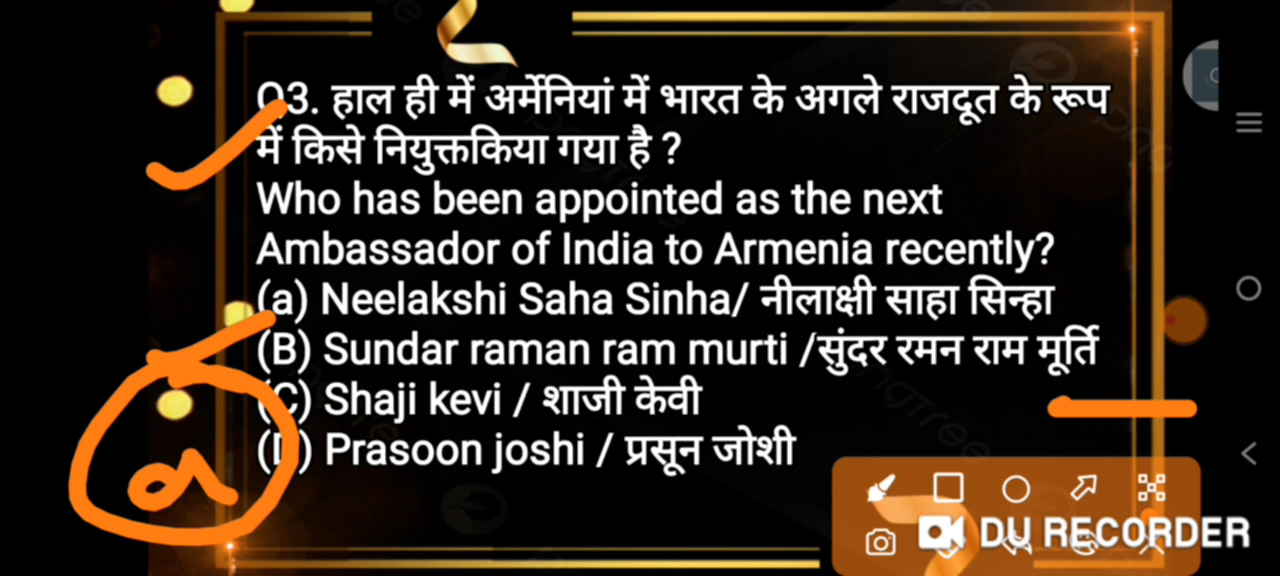 Q3. हाल ही में अर्मेनियां में भारत के अगले राजदूत के रूप
में किसे नियुक्तकिया गया है ?
Who has been appointed as the next
Ambassador of India to Armenia recently?
(a) Neelakshi Saha Sinha/ नीलाक्षी साहा सिन्हा
(B) Sundar raman ram murti /सुंदर रमन राम मूर्ति
(C) Shaji kevi / शाजी केवी
(D) Prasoon joshi / प्रसून जोशी
a
DU RECORDER